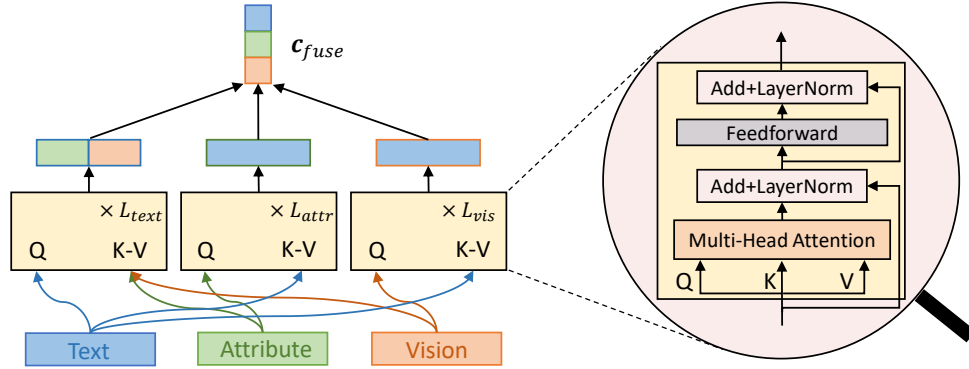 c_fuse
× L_text
× L_attr
× L_vis
Q K-V
Q K-V
Q K-V
Text
Attribute
Vision
Add+LayerNorm
Feedforward
Add+LayerNorm
Multi-Head Attention
Q K V